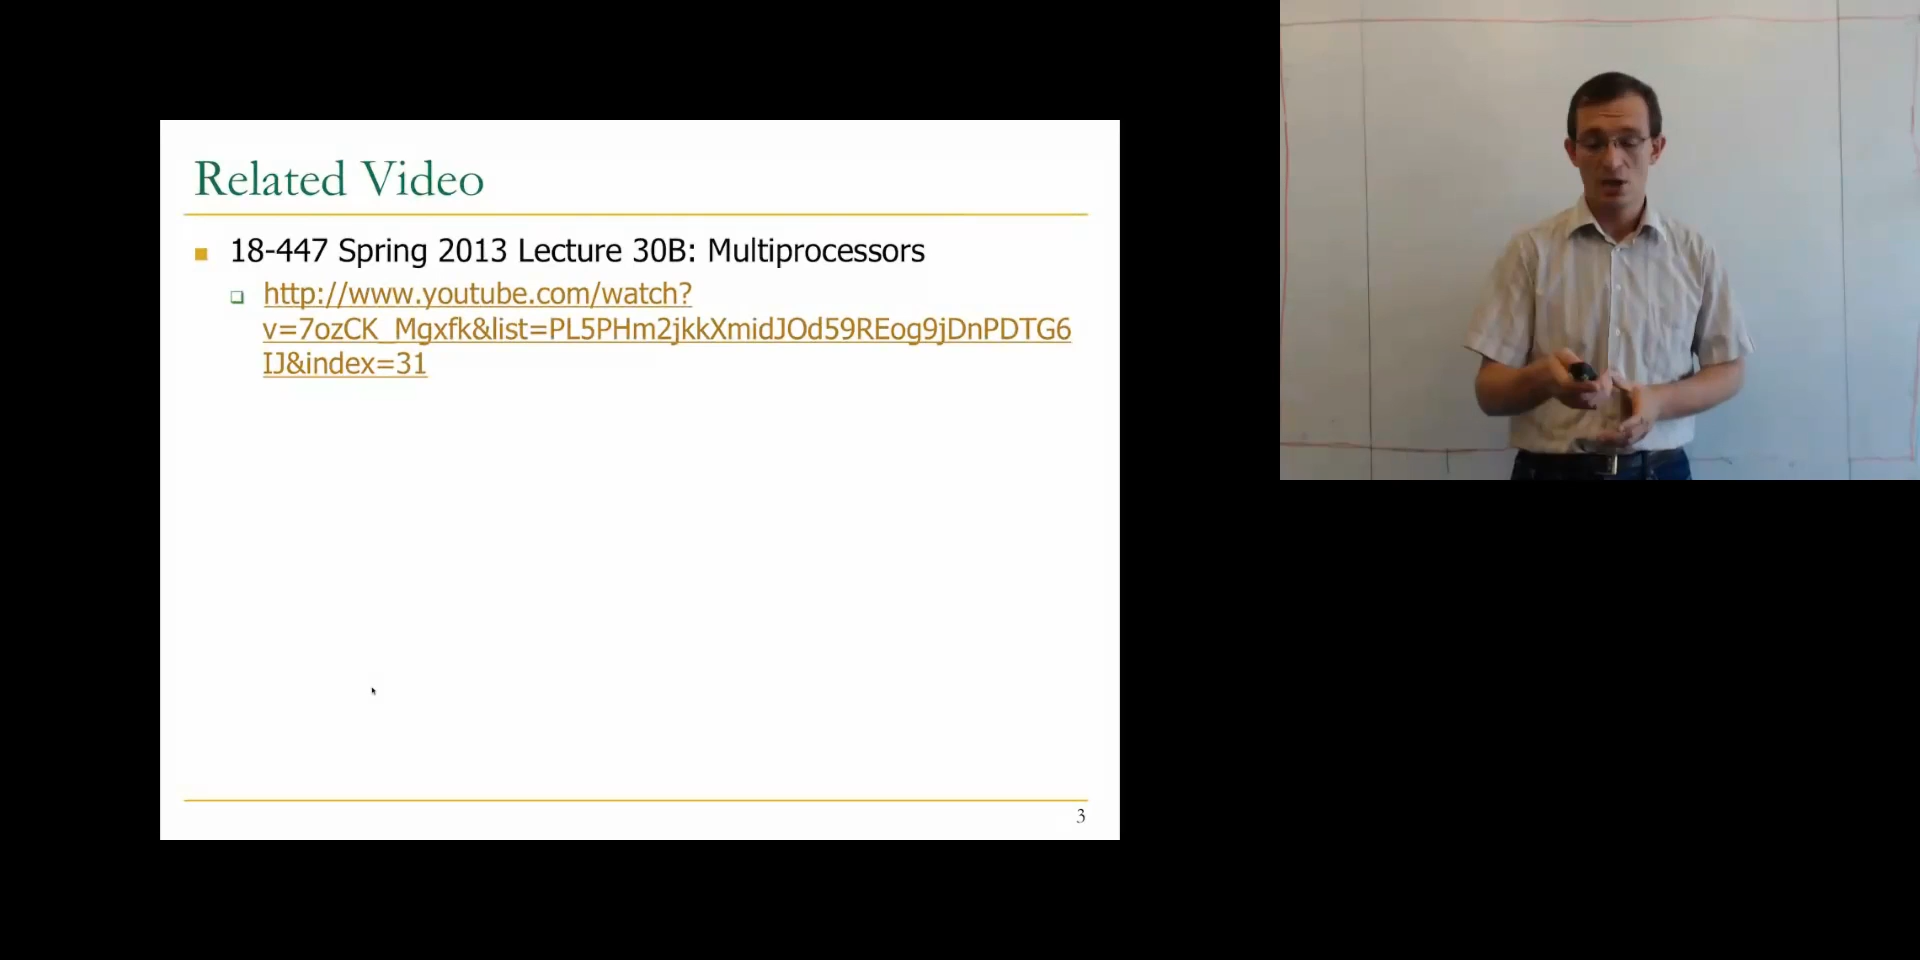 Related Video
18-447 Spring 2013 Lecture 30B: Multiprocessors
http://www.youtube.com/watch?
v=7ozCK_Mgxfk&list=PL5PHm2jkkXmidJOd59REog9jDnPDTG6
IJ&index=31
3